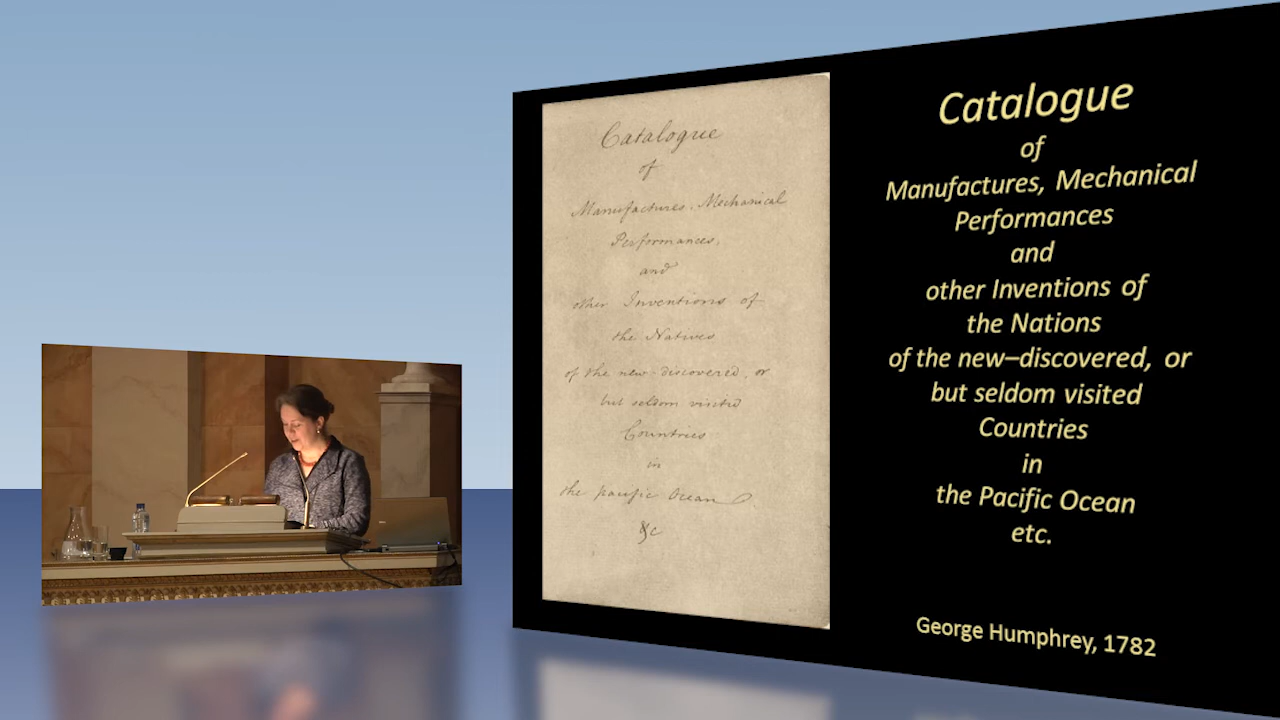 Catalogue
of
Manufactures, Mechanical
Performances,
and
other Inventions of
the Natives
of the new-discovered, or
but seldom visited
Countries
in
the pacific Ocean
&c
Catalogue
of
Manufactures, Mechanical
Performances
and
other Inventions of
the Nations
of the new–discovered, or
but seldom visited
Countries
in
the Pacific Ocean
etc.
George Humphrey, 1782